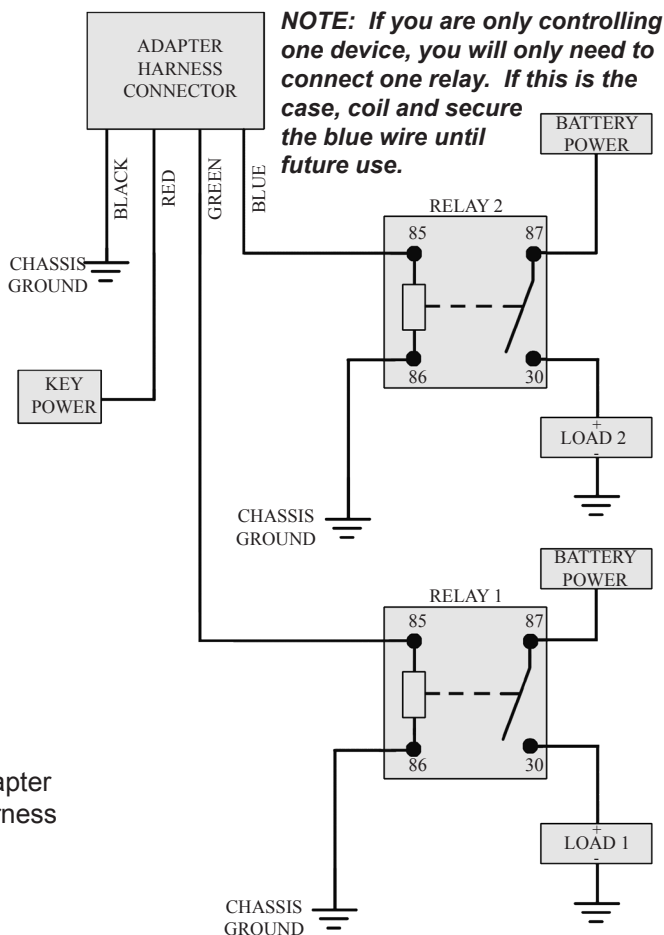 ADAPTER
HARNESS
CONNECTOR
NOTE: If you are only controlling
one device, you will only need to
connect one relay. If this is the
case, coil and secure
the blue wire until
future use.
BLACK
RED
GREEN
BLUE
BATTERY
POWER
RELAY 2
85
87
86
30
CHASSIS
GROUND
KEY
POWER
+
LOAD 2
-
CHASSIS
GROUND
BATTERY
POWER
RELAY 1
85
87
86
30
apter
rness
+
LOAD 1
-
CHASSIS
GROUND